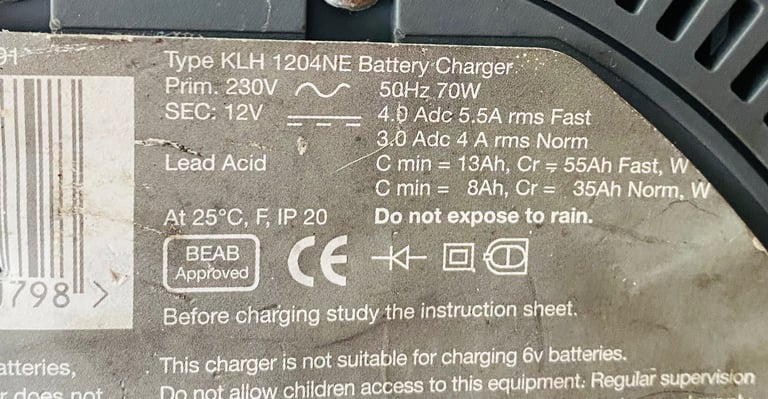 91
Type KLH 1204NE Battery Charger.
Prim. 230V 50Hz 70W
SEC: 12V 4.0 Adc 5.5A rms Fast
3.0 Adc 4 A rms Norm
Lead Acid C min = 13Ah, Cr = 55Ah Fast, W
C min = 8Ah, Cr = 35Ah Norm, W
At 25°C, F, IP 20 Do not expose to rain.
BEAB
Approved
CE
798 >
Before charging study the instruction sheet.
atteries,
This charger is not suitable for charging 6v batteries.
does not
Do not allow children access to this equipment. Regular supervision